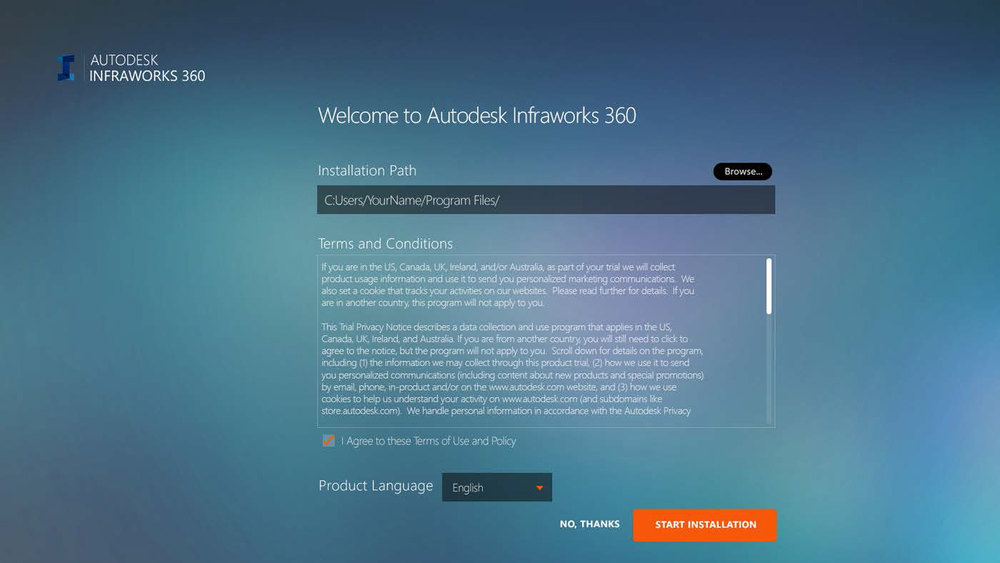 AUTODESK
INFRAWORKS 360
Welcome to Autodesk Infraworks 360
Installation Path
Browse...
C:Users/YourName/Program Files/
Terms and Conditions
If you are in the US, Canada, UK, Ireland, and/or Australia, as part of your trial we will collect
product usage information and use it to send you personalized marketing communications.  We
also set a cookie that tracks your activities on our websites.  Please read further for details.  If you
are in another country, this program will not apply to you.
This Trial Privacy Notice describes a data collection and use program that applies in the US,
Canada, UK, Ireland, and Australia. If you are from another country, you will still need to click to
agree to the notice, but the program will not apply to you.  Scroll down for details on the program,
including (1) the information we may collect through this product trial, (2) how we use it to send
you personalized communications (including content about new products and special promotions)
by email, phone, in-product and/or on the www.autodesk.com website, and (3) how we use
cookies to help us understand your activity on www.autodesk.com (and subdomains like
store.autodesk.com).  We handle personal information in accordance with the Autodesk Privacy
I Agree to these Terms of Use and Policy
Product Language
English
NO, THANKS
START INSTALLATION